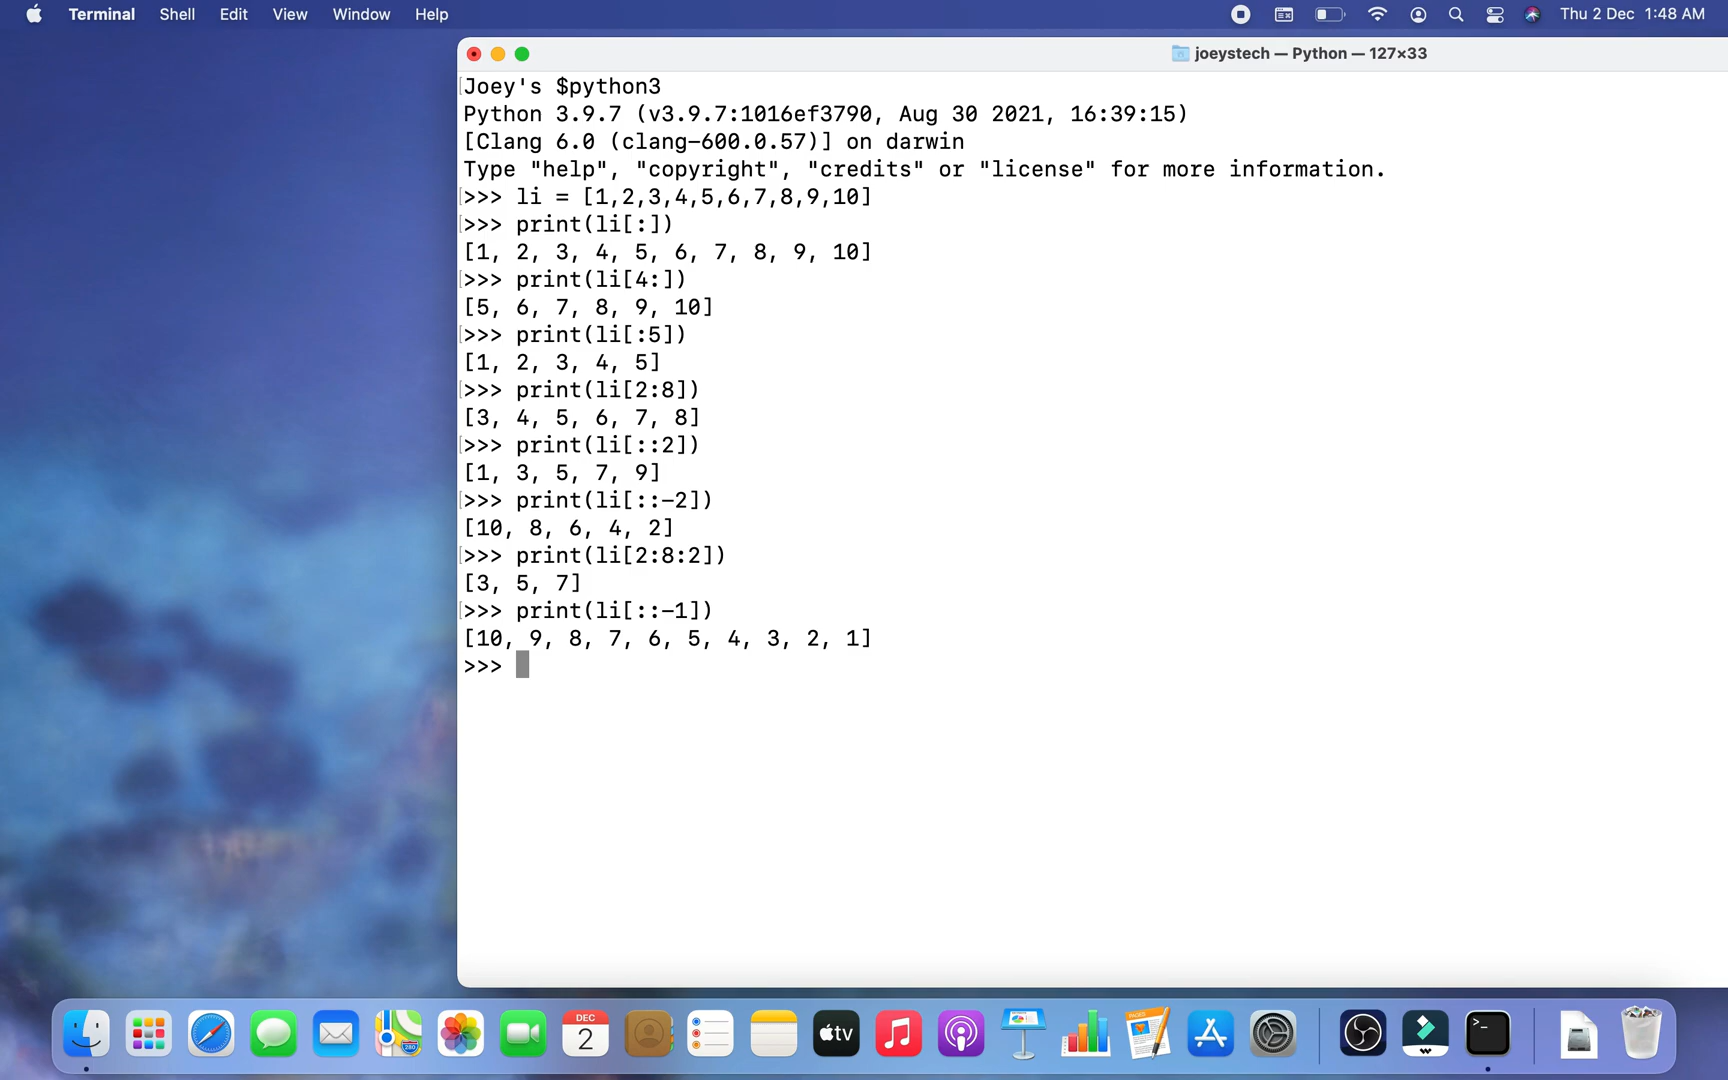 Terminal Shell Edit View Window Help Thu 2 Dec 1:48 AM
joeystech — Python — 127×33
Joey's $python3
Python 3.9.7 (v3.9.7:1016ef3790, Aug 30 2021, 16:39:15)
[Clang 6.0 (clang-600.0.57)] on darwin
Type "help", "copyright", "credits" or "license" for more information.
>>> li = [1,2,3,4,5,6,7,8,9,10]
>>> print(li[:])
[1, 2, 3, 4, 5, 6, 7, 8, 9, 10]
>>> print(li[4:])
[5, 6, 7, 8, 9, 10]
>>> print(li[:5])
[1, 2, 3, 4, 5]
>>> print(li[2:8])
[3, 4, 5, 6, 7, 8]
>>> print(li[::2])
[1, 3, 5, 7, 9]
>>> print(li[::-2])
[10, 8, 6, 4, 2]
>>> print(li[2:8:2])
[3, 5, 7]
>>> print(li[::-1])
[10, 9, 8, 7, 6, 5, 4, 3, 2, 1]
>>>
DEC
2
tv
PAGES
280
>_